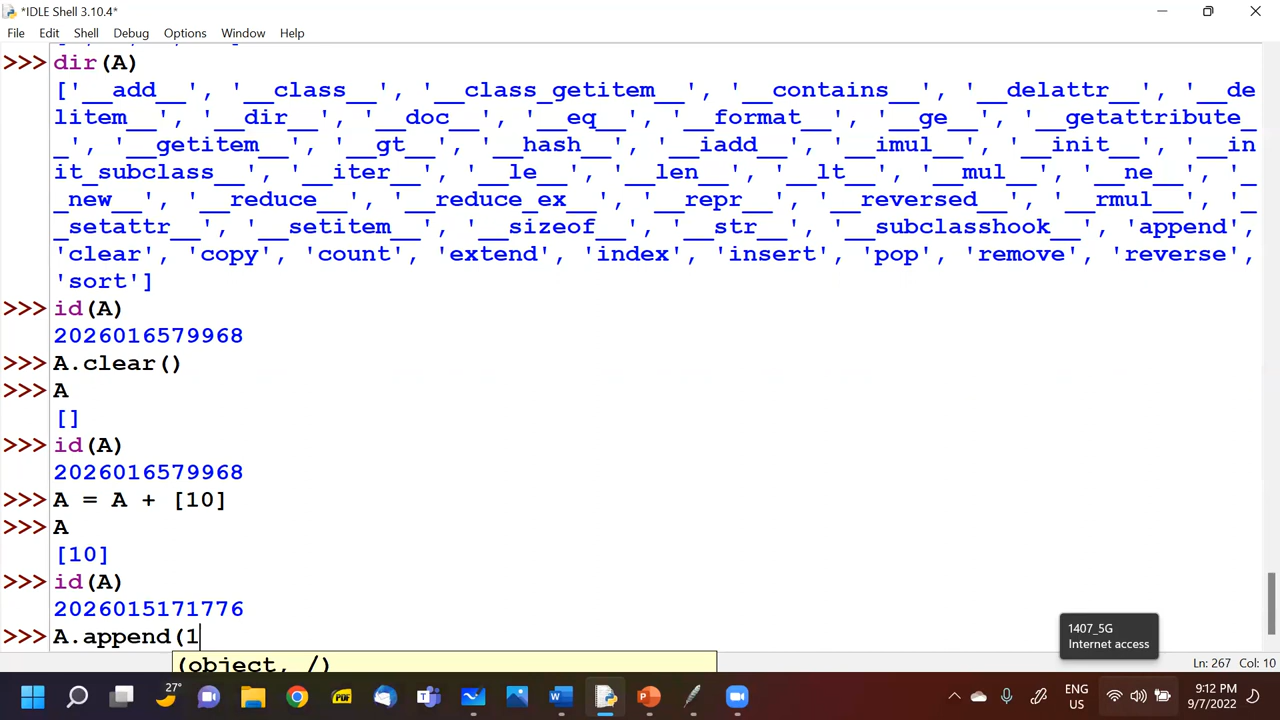 *IDLE Shell 3.10.4*
File Edit Shell Debug Options Window Help
>>> dir(A)
['__add__', '__class__', '__class_getitem__', '__contains__', '__delattr__', '__de
litem__', '__dir__', '__doc__', '__eq__', '__format__', '__ge__', '__getattribute_
_', '__getitem__', '__gt__', '__hash__', '__iadd__', '__imul__', '__init__', '__in
it_subclass__', '__iter__', '__le__', '__len__', '__lt__', '__mul__', '__ne__', '_
_new__', '__reduce__', '__reduce_ex__', '__repr__', '__reversed__', '__rmul__', '_
_setattr__', '__setitem__', '__sizeof__', '__str__', '__subclasshook__', 'append',
'clear', 'copy', 'count', 'extend', 'index', 'insert', 'pop', 'remove', 'reverse',
'sort']
>>> id(A)
2026016579968
>>> A.clear()
>>> A
[]
>>> id(A)
2026016579968
>>> A = A + [10]
>>> A
[10]
>>> id(A)
2026015171776
>>> A.append(1
(object, /)
1407_5G
Internet access
Ln: 267 Col: 10
27°
PDF
ENG
US
9:12 PM
9/7/2022